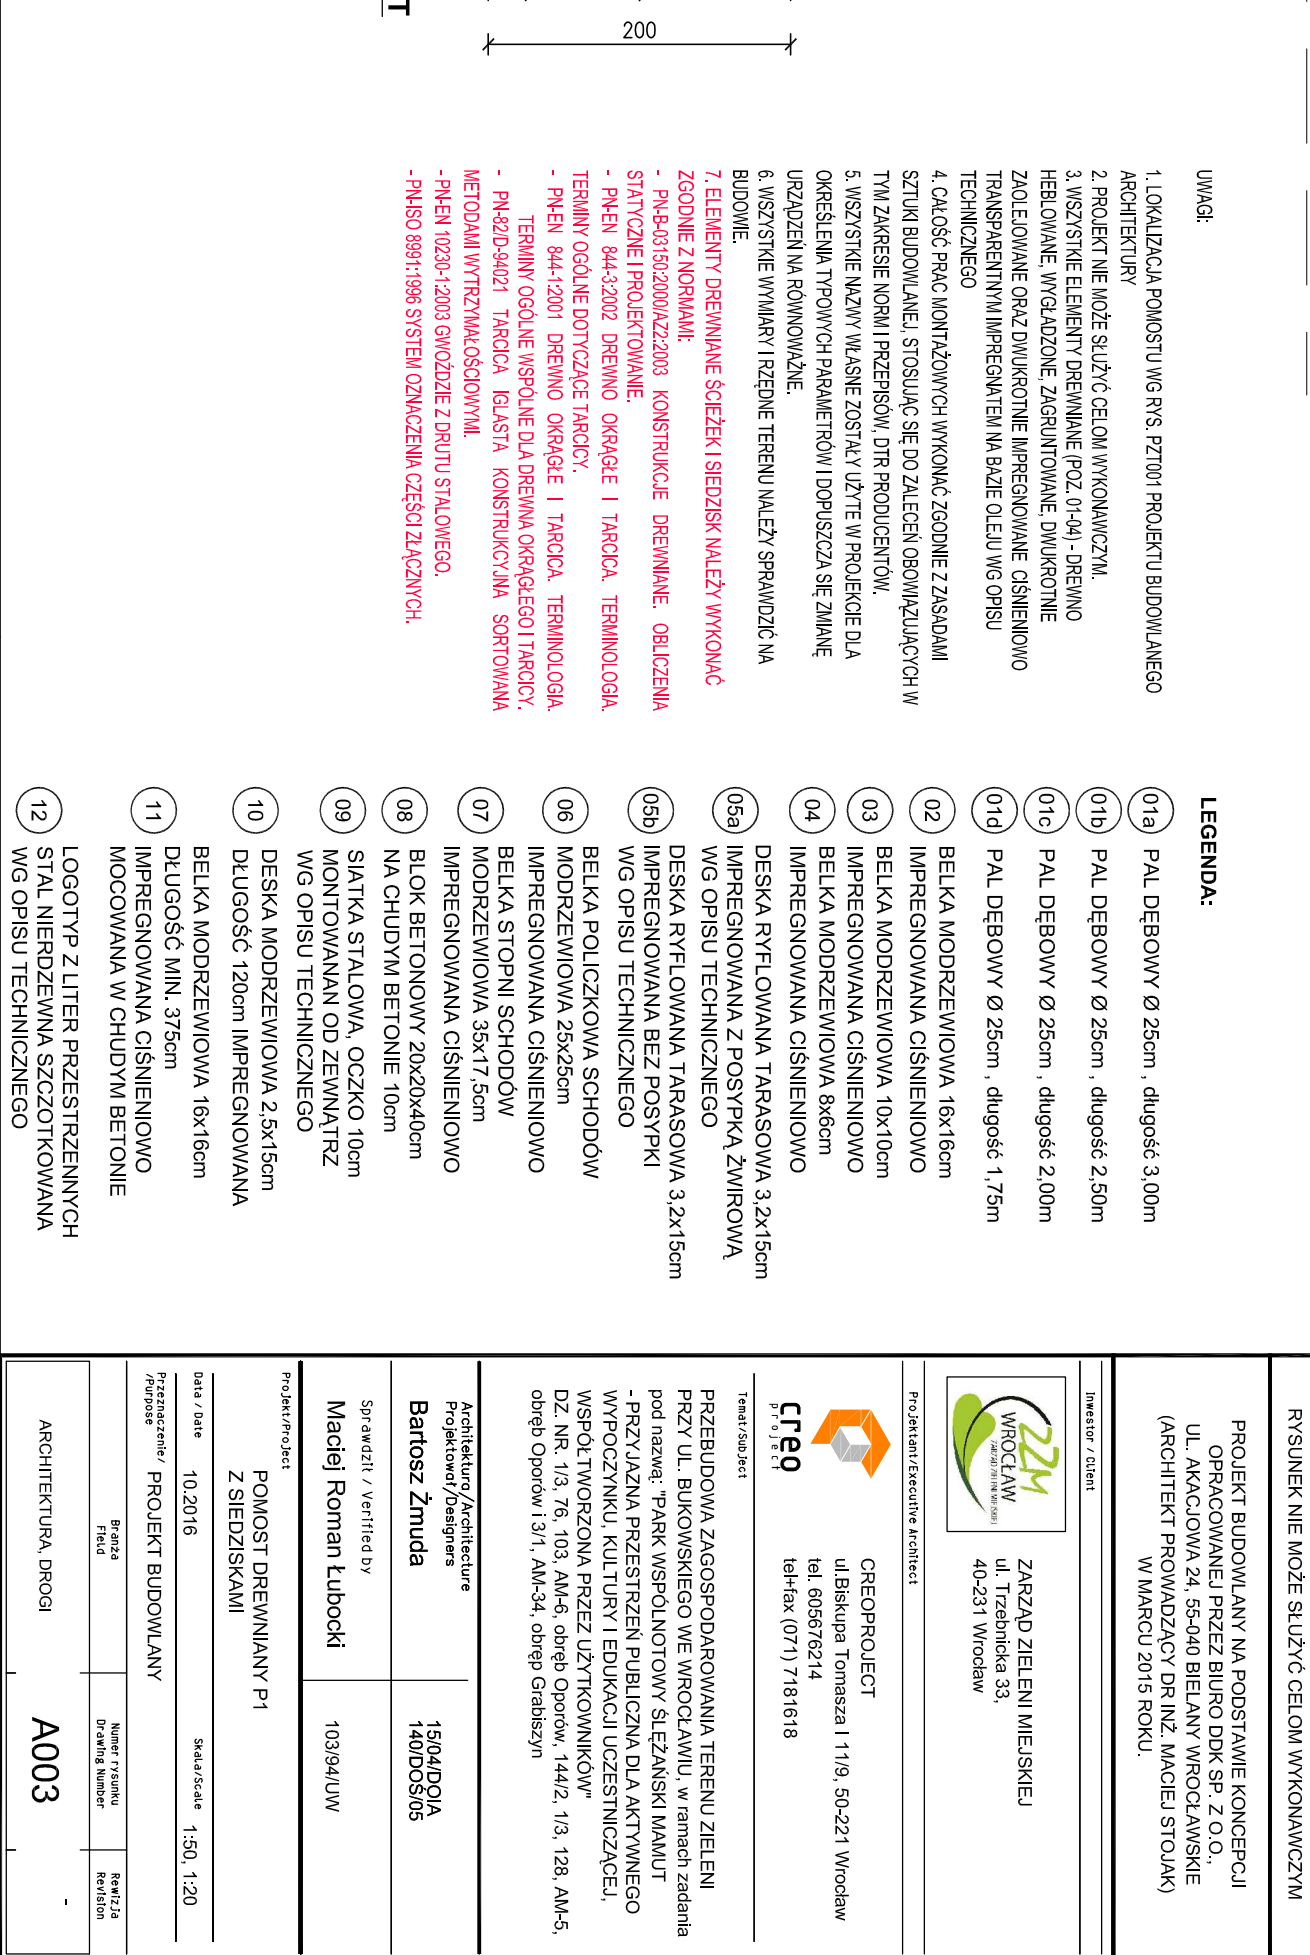 T
200
UWAGI:
1. LOKALIZACJA POMOSTU WG RYS. PZT001 PROJEKTU BUDOWLANEGO
ARCHITEKTURY
2. PROJEKT NIE MOŻE SŁUŻYĆ CELOM WYKONAWCZYM.
3. WSZYSTKIE ELEMENTY DREWNIANE (POZ. 01-04) - DREWNO
HEBLOWANE, WYGŁADZONE, ZAGRUNTOWANE, DWUKROTNIE
ZAOLEJOWANE ORAZ DWUKROTNIE IMPREGNOWANE CIŚNIENIOWO
TRANSPARENTNYM IMPREGNATEM NA BAZIE OLEJU WG OPISU
TECHNICZNEGO
4. CAŁOŚĆ PRAC MONTAŻOWYCH WYKONAĆ ZGODNIE Z ZASADAMI
SZTUKI BUDOWLANEJ, STOSUJĄC SIĘ DO ZALECEŃ OBOWIĄZUJĄCYCH W
TYM ZAKRESIE NORM I PRZEPISÓW, DTR PRODUCENTÓW.
5. WSZYSTKIE NAZWY WŁASNE ZOSTAŁY UŻYTE W PROJEKCIE DLA
OKREŚLENIA TYPOWYCH PARAMETRÓW I DOPUSZCZA SIĘ ZMIANĘ
URZĄDZEŃ NA RÓWNOWAŻNE.
6. WSZYSTKIE WYMIARY I RZĘDNE TERENU NALEŻY SPRAWDZIĆ NA
BUDOWIE.
7. ELEMENTY DREWNIANE ŚCIEŻEK I SIEDZISK NALEŻY WYKONAĆ
ZGODNIE Z NORMAMI:
- PN-B-03150:2000/AZ2:2003 KONSTRUKCJE DREWNIANE. OBLICZENIA
STATYCZNE I PROJEKTOWANIE.
- PN-EN 844-3:2002 DREWNO OKRĄGŁE I TARCICA. TERMINOLOGIA.
TERMINY OGÓLNE DOTYCZĄCE TARCICY.
- PN-EN 844-1:2001 DREWNO OKRĄGŁE I TARCICA. TERMINOLOGIA.
TERMINY OGÓLNE WSPÓLNE DLA DREWNA OKRĄGŁEGO I TARCICY.
- PN-82/D-94021 TARCICA IGLASTA KONSTRUKCYJNA SORTOWANA
METODAMI WYTRZYMAŁOŚCIOWYMI.
- PN-EN 10230-1:2003 GWOŹDZIE Z DRUTU STALOWEGO.
- PN-ISO 8991:1996 SYSTEM OZNACZENIA CZĘŚCI ZŁĄCZNYCH.
LEGENDA:
01a PAL DĘBOWY Ø 25cm , długość 3,00m
01b PAL DĘBOWY Ø 25cm , długość 2,50m
01c PAL DĘBOWY Ø 25cm , długość 2,00m
01d PAL DĘBOWY Ø 25cm , długość 1,75m
02 BELKA MODRZEWIOWA 16x16cm
IMPREGNOWANA CIŚNIENIOWO
03 BELKA MODRZEWIOWA 10x10cm
IMPREGNOWANA CIŚNIENIOWO
04 BELKA MODRZEWIOWA 8x6cm
IMPREGNOWANA CIŚNIENIOWO
05a DESKA RYFLOWANA TARASOWA 3,2x15cm
IMPREGNOWANA Z POSYPKĄ ŻWIROWĄ
WG OPISU TECHNICZNEGO
05b DESKA RYFLOWANA TARASOWA 3,2x15cm
IMPREGNOWANA BEZ POSYPKI
WG OPISU TECHNICZNEGO
06 BELKA POLICZKOWA SCHODÓW
MODRZEWIOWA 25x25cm
IMPREGNOWANA CIŚNIENIOWO
07 BELKA STOPNI SCHODÓW
MODRZEWIOWA 35x17,5cm
IMPREGNOWANA CIŚNIENIOWO
08 BLOK BETONOWY 20x20x40cm
NA CHUDYM BETONIE 10cm
09 SIATKA STALOWA, OCZKO 10cm
MONTOWANAN OD ZEWNĄTRZ
WG OPISU TECHNICZNEGO
10 DESKA MODRZEWIOWA 2,5x15cm
DŁUGOŚĆ 120cm IMPREGNOWANA
11 BELKA MODRZEWIOWA 16x16cm
DŁUGOŚĆ MIN. 375cm
IMPREGNOWANA CIŚNIENIOWO
MOCOWANA W CHUDYM BETONIE
12 LOGOTYP Z LITER PRZESTRZENNYCH
STAL NIERDZEWNA SZCZOTKOWANA
WG OPISU TECHNICZNEGO
RYSUNEK NIE MOŻE SŁUŻYĆ CELOM WYKONAWCZYM
PROJEKT BUDOWLANY NA PODSTAWIE KONCEPCJI
OPRACOWANEJ PRZEZ BIURO DDK SP. Z O.O.,
UL. AKACJOWA 24, 55-040 BIELANY WROCŁAWSKIE
(ARCHITEKT PROWADZĄCY DR INŻ. MACIEJ STOJAK)
W MARCU 2015 ROKU.
Inwestor / Client
ZZM
WROCŁAW
ZARZĄD ZIELENI MIEJSKIEJ
ZARZĄD ZIELENI MIEJSKIEJ
ul. Trzebnicka 33,
40-231 Wrocław
Projektant/Executive Architect
creo
project
CREOPROJECT
ul.Biskupa Tomasza I 11/9, 50-221 Wrocław
tel. 605676214
tel+fax (071) 7181618
Temat/Subject
PRZEBUDOWA ZAGOSPODAROWANIA TERENU ZIELENI
PRZY UL. BUKOWSKIEGO WE WROCŁAWIU, w ramach zadania
pod nazwą: "PARK WSPÓLNOTOWY ŚLĘŻAŃSKI MAMUT
- PRZYJAZNA PRZESTRZEŃ PUBLICZNA DLA AKTYWNEGO
WYPOCZYNKU, KULTURY I EDUKACJI UCZESTNICZĄCEJ,
WSPÓŁTWORZONA PRZEZ UŻYTKOWNIKÓW"
DZ. NR. 1/3, 76, 103, AM-6, obręb Oporów, 144/2, 1/3, 128, AM-5,
obręb Oporów i 3/1, AM-34, obręp Grabiszyn
Architektura/Architecture
Projektował/Designers
Bartosz Żmuda
15/04/DOIA
140/DOŚ/05
Sprawdził / Verified by
Maciej Roman Łubocki
103/94/UW
Projekt/Project
POMOST DREWNIANY P1
Z SIEDZISKAMI
Data / Date
10.2016
Skala/Scale
1:50, 1:20
Przeznaczenie/
/Purpose
PROJEKT BUDOWLANY
Branża
Field
Numer rysunku
Drawing Number
Rewizja
Revision
ARCHITEKTURA, DROGI
A003
-